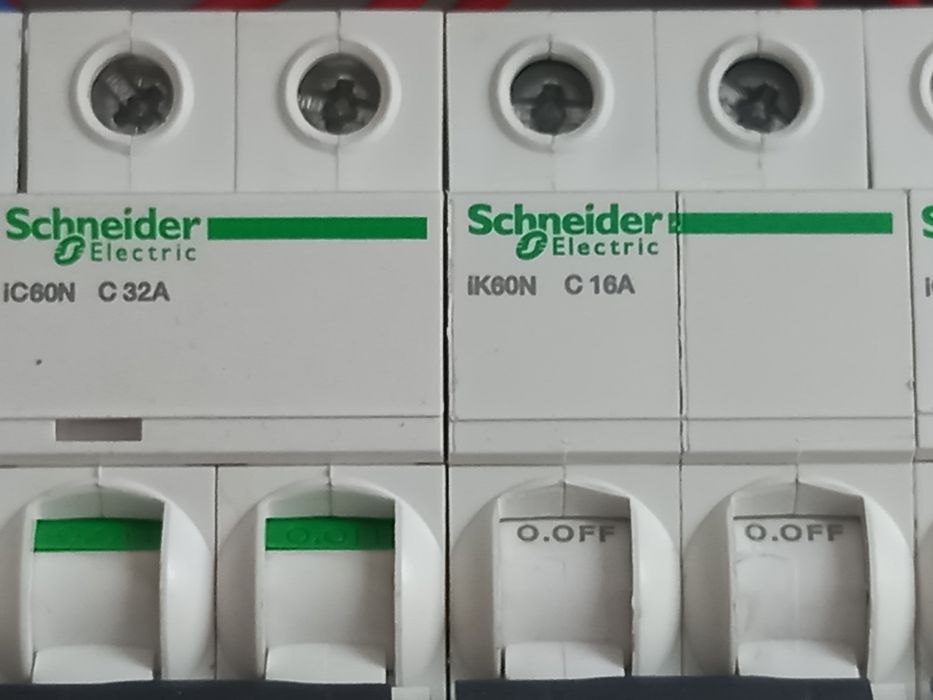 Schneider
Electric
iC60N C 32A
Schneider
Electric
iK60N C 16A
O.OFF
O.OFF